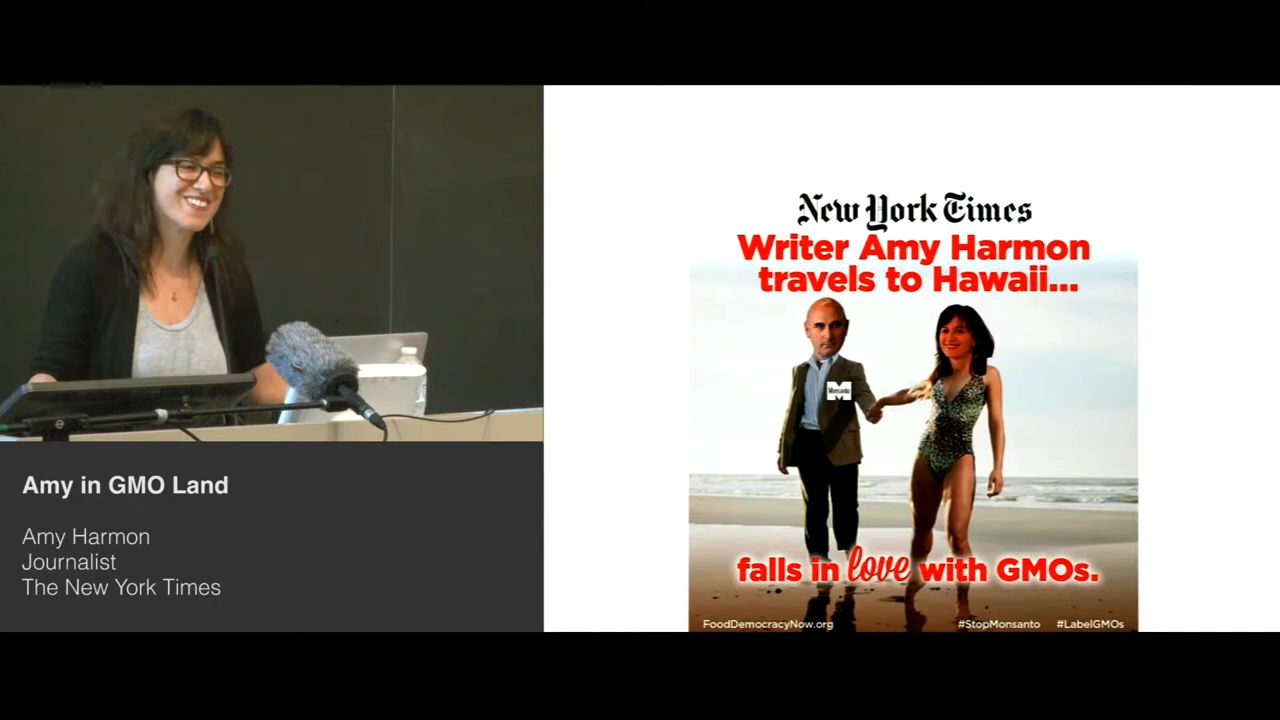 Amy in GMO Land
Amy Harmon
Journalist
The New York Times
New York Times
Writer Amy Harmon
travels to Hawaii...
Monsanto
falls in love with GMOs.
FoodDemocracyNow.org
#StopMonsanto #LabelGMOs